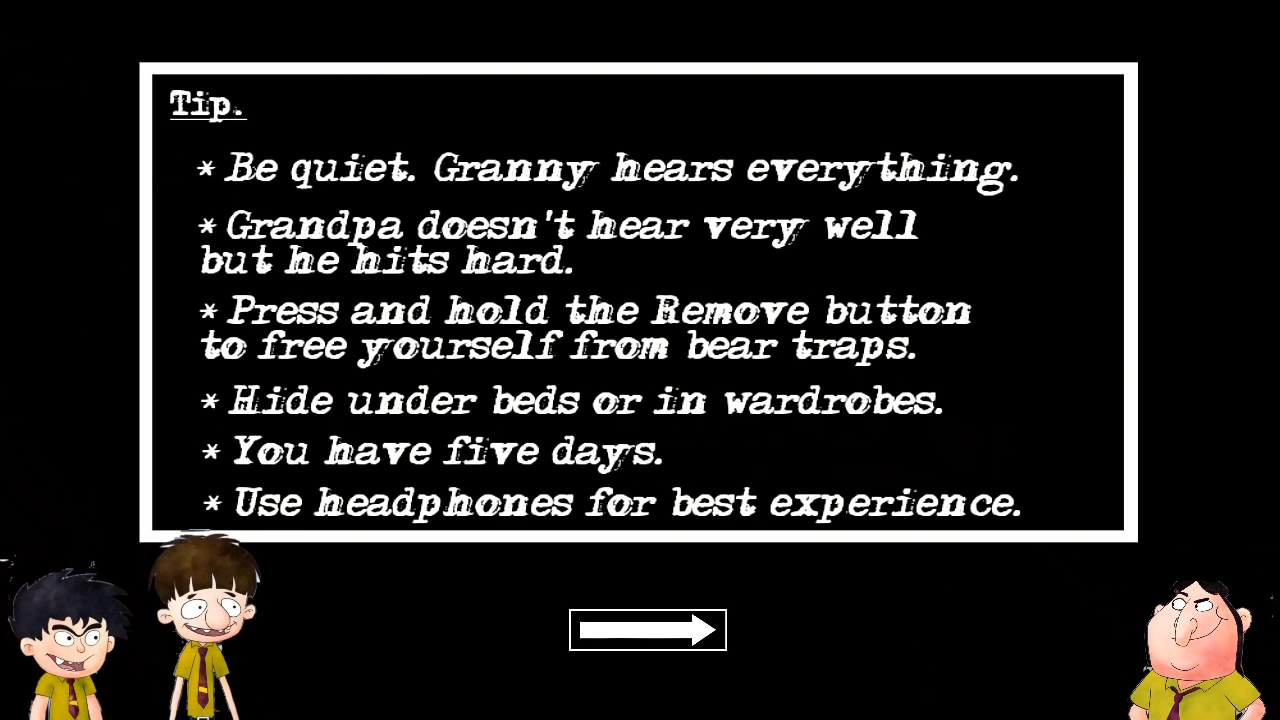 Tip.
* Be quiet. Granny hears everything.
* Grandpa doesn't hear very well
but he hits hard.
* Press and hold the Remove button
to free yourself from bear traps.
* Hide under beds or in wardrobes.
* You have five days.
* Use headphones for best experience.